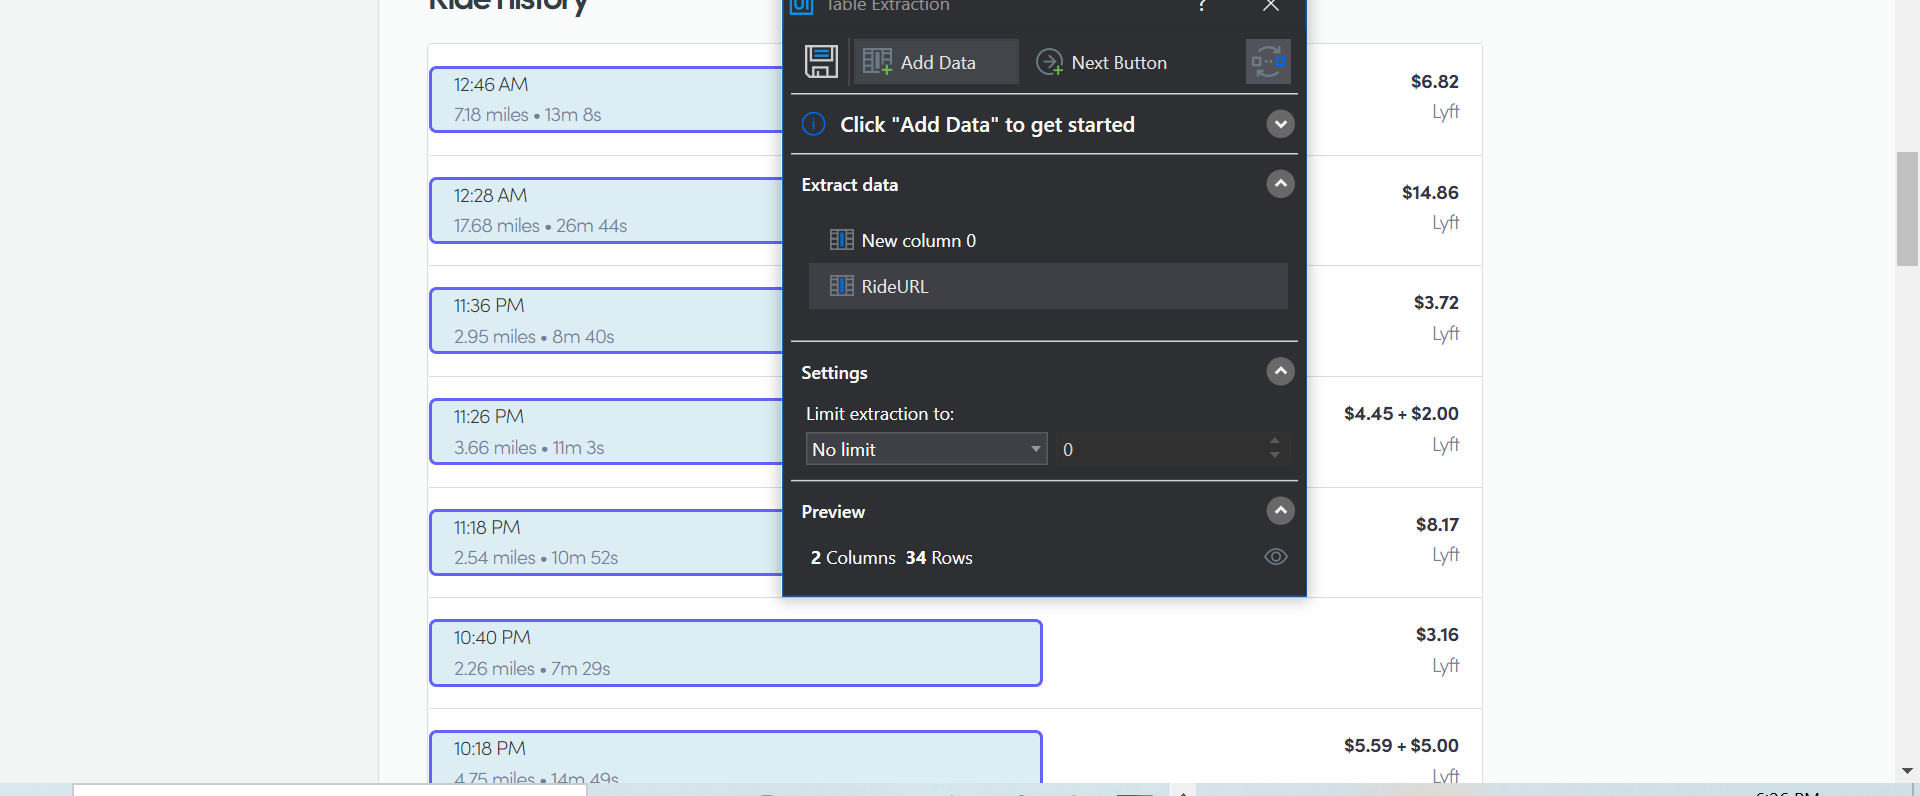 Ride history
12:46 AM
7.18 miles • 13m 8s
$6.82
Lyft
12:28 AM
17.68 miles • 26m 44s
$14.86
Lyft
11:36 PM
2.95 miles • 8m 40s
$3.72
Lyft
11:26 PM
3.66 miles • 11m 3s
$4.45 + $2.00
Lyft
11:18 PM
2.54 miles • 10m 52s
$8.17
Lyft
10:40 PM
2.26 miles • 7m 29s
$3.16
Lyft
10:18 PM
4.75 miles • 14m 49s
$5.59 + $5.00
Lyft
Ui Table Extraction ?
Add Data
Next Button
Click "Add Data" to get started
Extract data
New column 0
RideURL
Settings
Limit extraction to:
No limit 0
Preview
2 Columns 34 Rows
6:26 PM